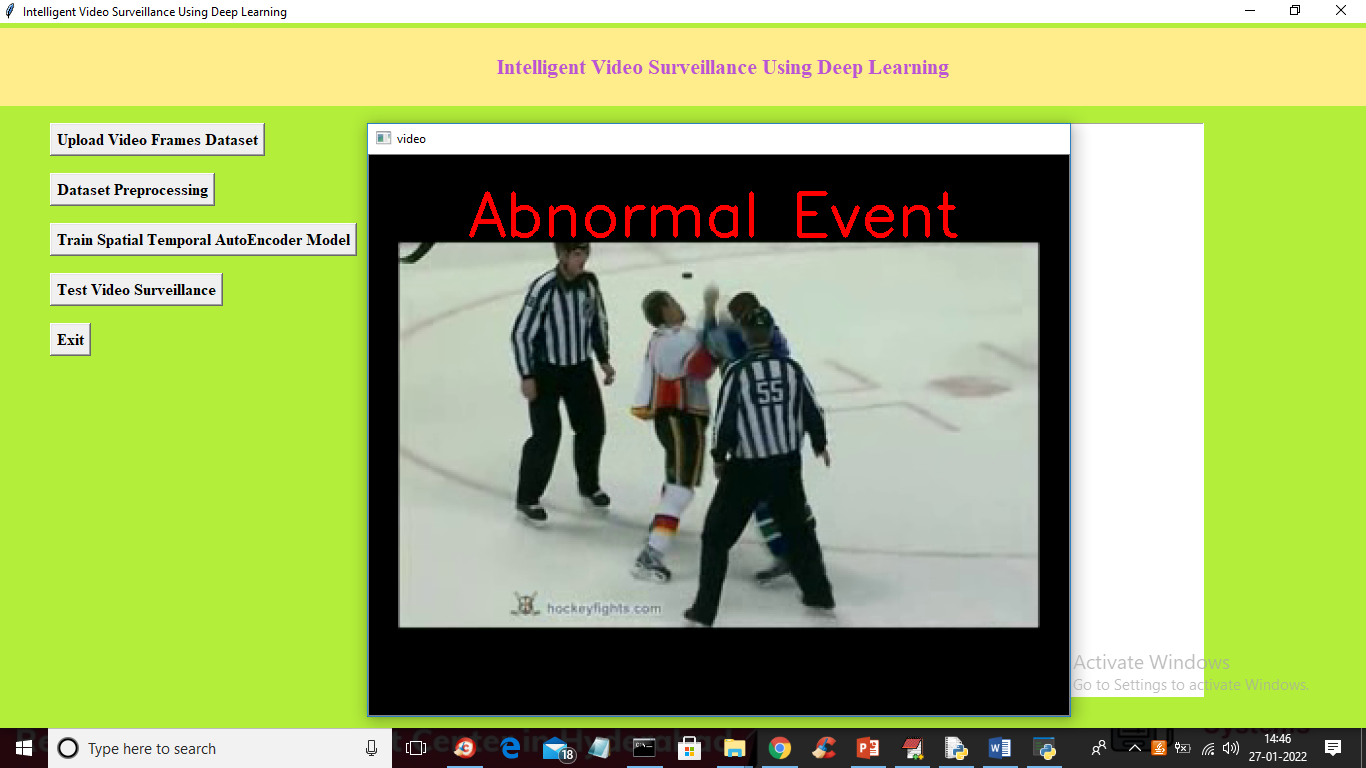 Intelligent Video Surveillance Using Deep Learning
Intelligent Video Surveillance Using Deep Learning
Upload Video Frames Dataset
Dataset Preprocessing
Train Spatial Temporal AutoEncoder Model
Test Video Surveillance
Exit
video
Abnormal Event
55
hockeyfights.com
Activate Windows
Go to Settings to activate Windows.
Type here to search
18
14:46
27-01-2022